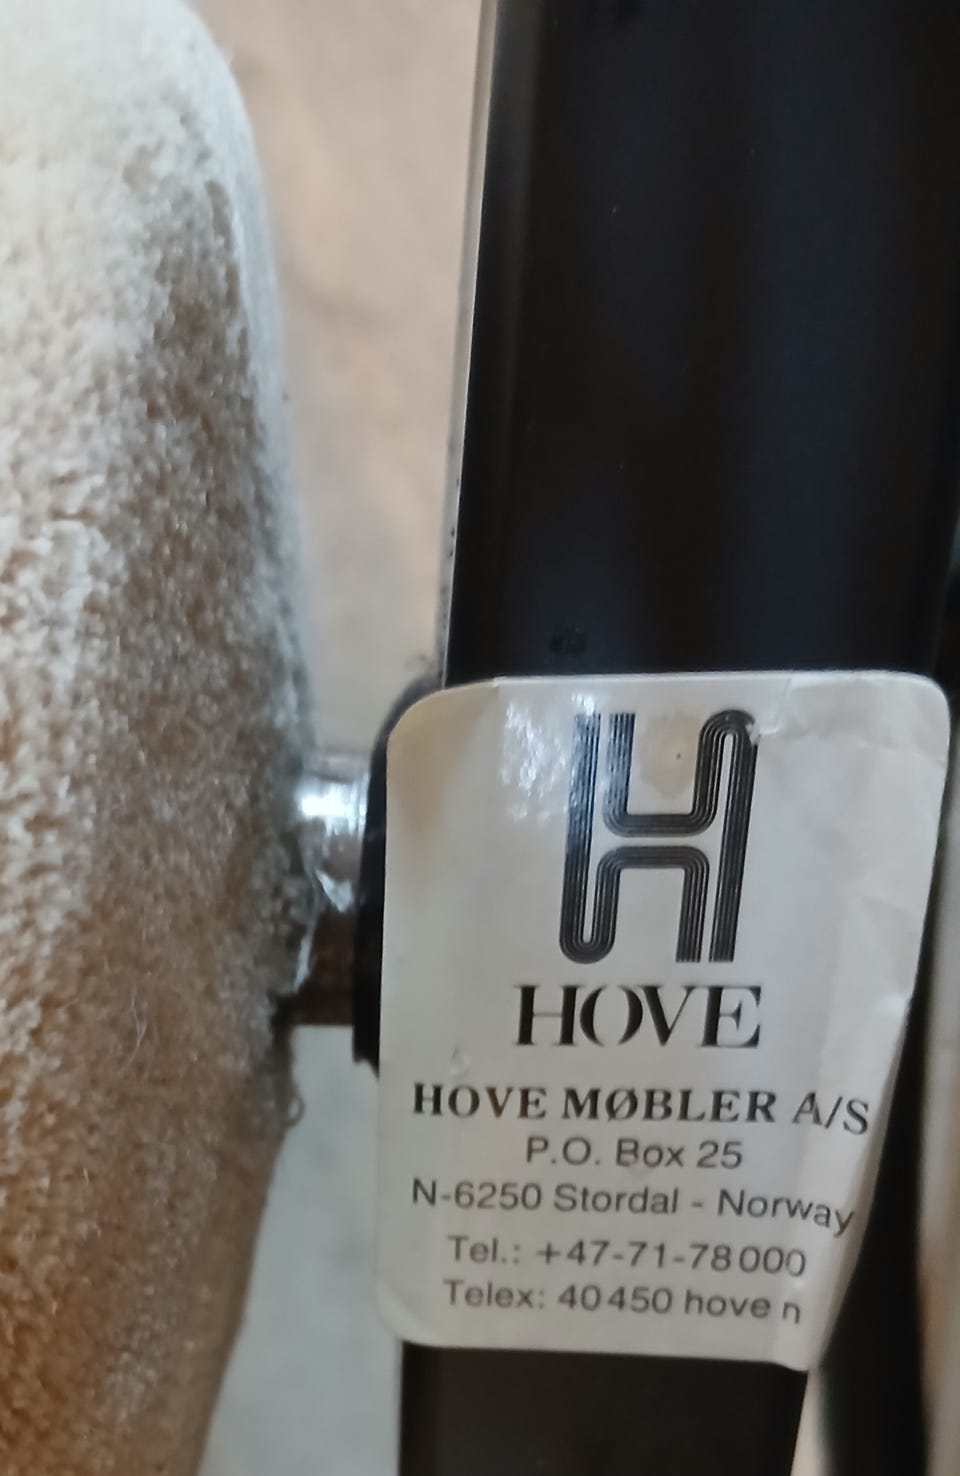 H
HOVE
HOVE MØBLER A/S
P.O. Box 25
N-6250 Stordal - Norway
Tel.: +47-71-78000
Telex: 40450 hove n